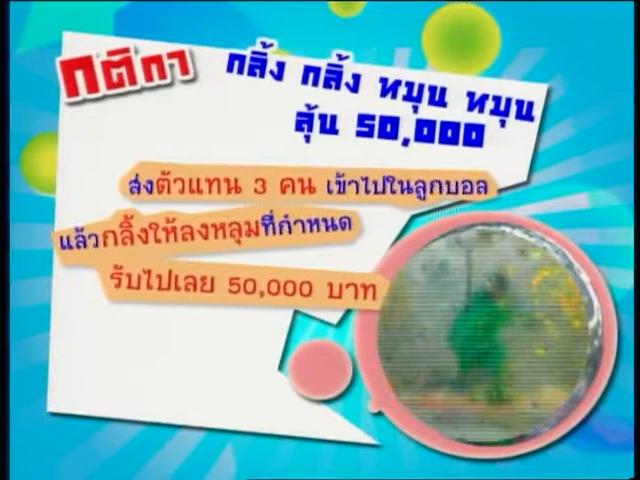 กติกา
กลิ้ง กลิ้ง หมุน หมุน
ลุ้น 50,000
ส่งตัวแทน 3 คน เข้าไปในลูกบอล
แล้วกลิ้งให้ลงหลุมที่กำหนด
รับไปเลย 50,000 บาท